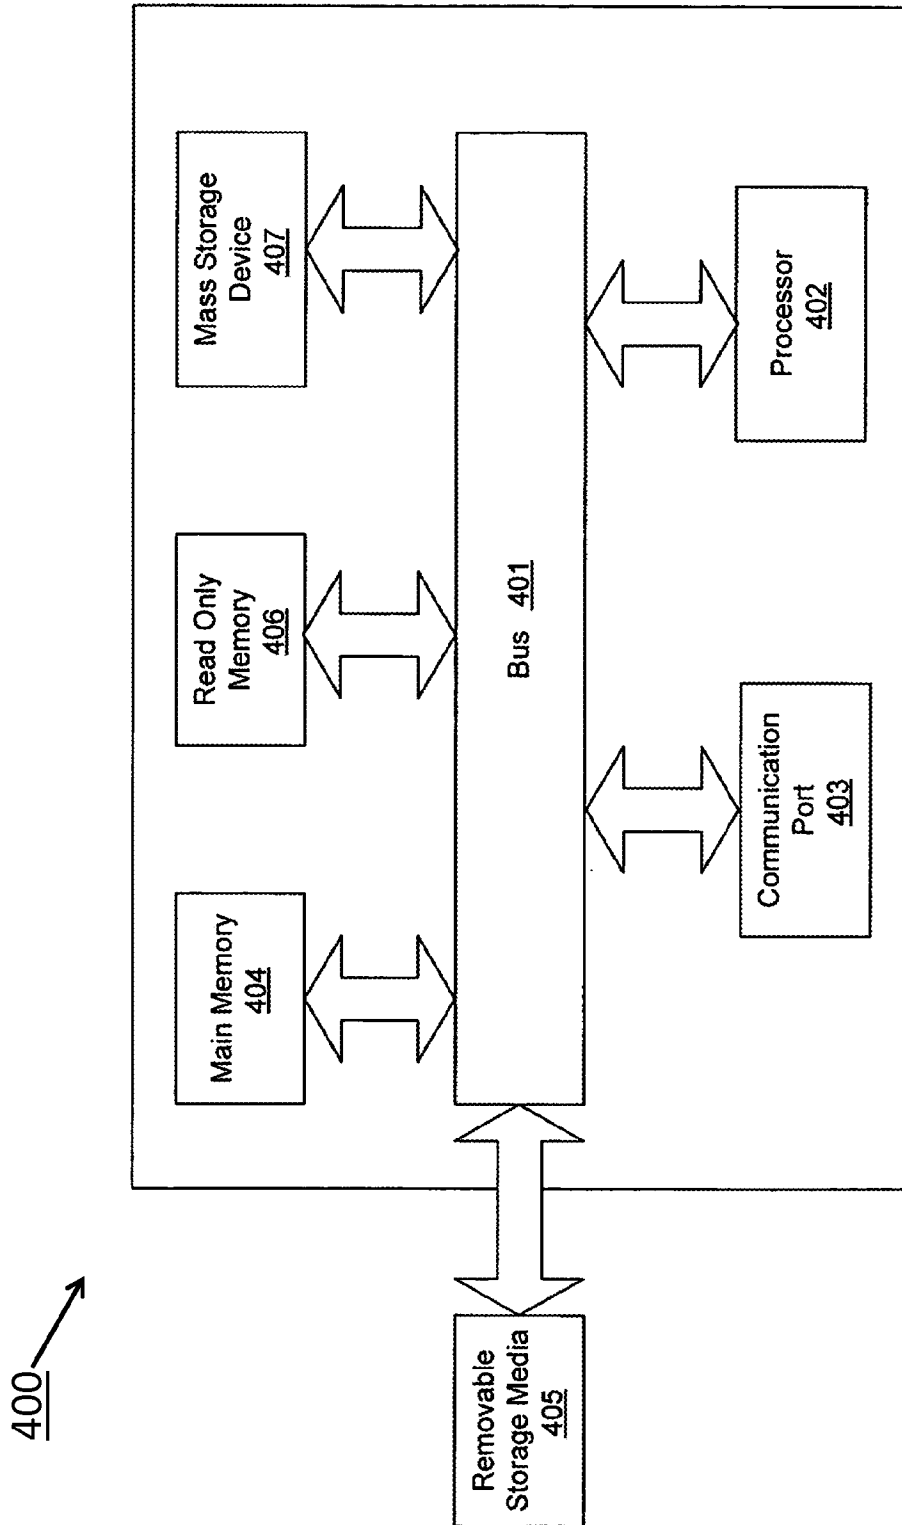 400
Main Memory
404
Read Only
Memory
406
Mass Storage
Device
407
Removable
Storage Media
405
Bus 401
Communication
Port
403
Processor
402